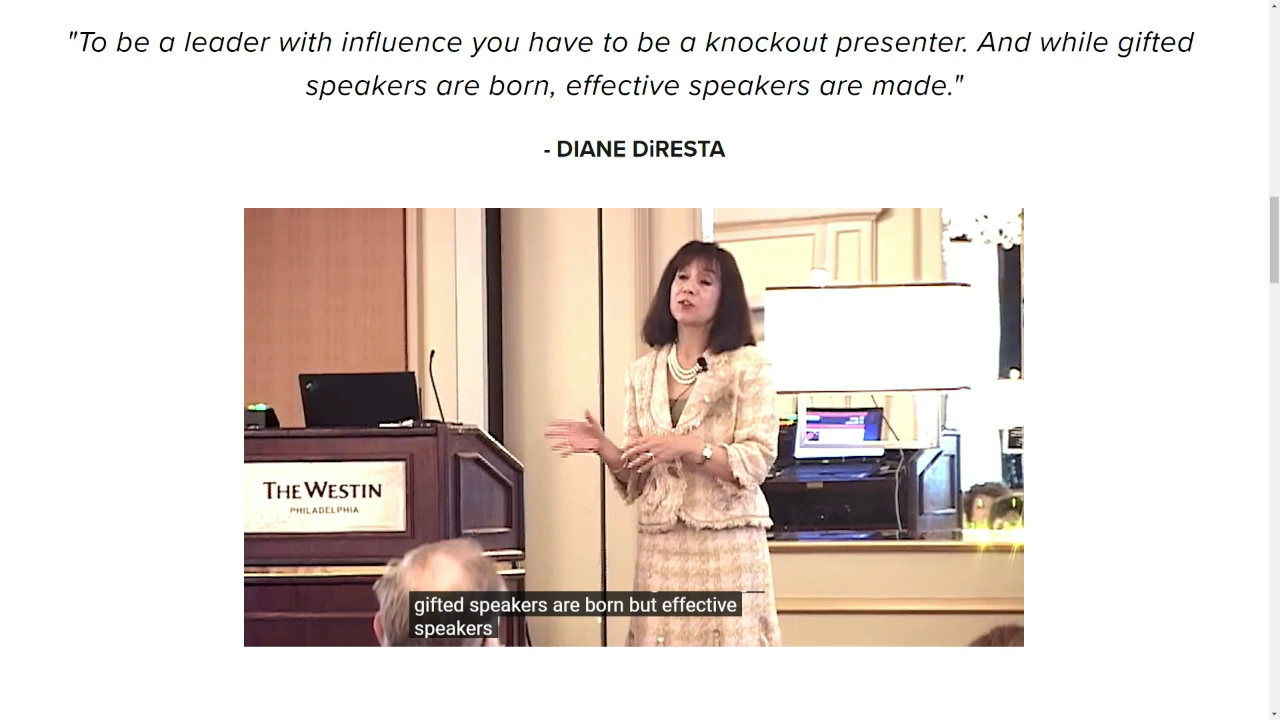 "To be a leader with influence you have to be a knockout presenter. And while gifted
speakers are born, effective speakers are made."
- DIANE DiRESTA
THE WESTIN
PHILADELPHIA
gifted speakers are born but effective
speakers